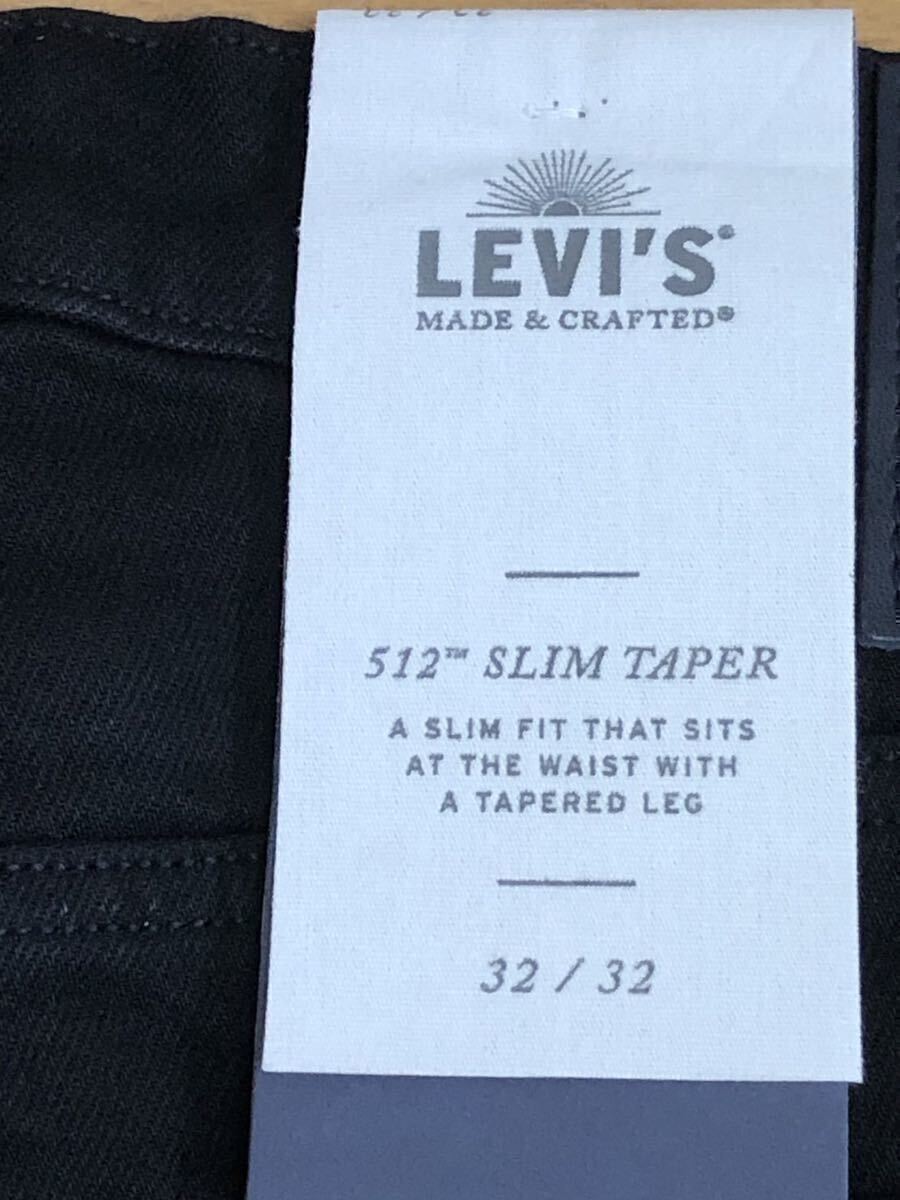 LEVI'S®
MADE & CRAFTED®
512™ SLIM TAPER
A SLIM FIT THAT SITS
AT THE WAIST WITH
A TAPERED LEG
32 / 32